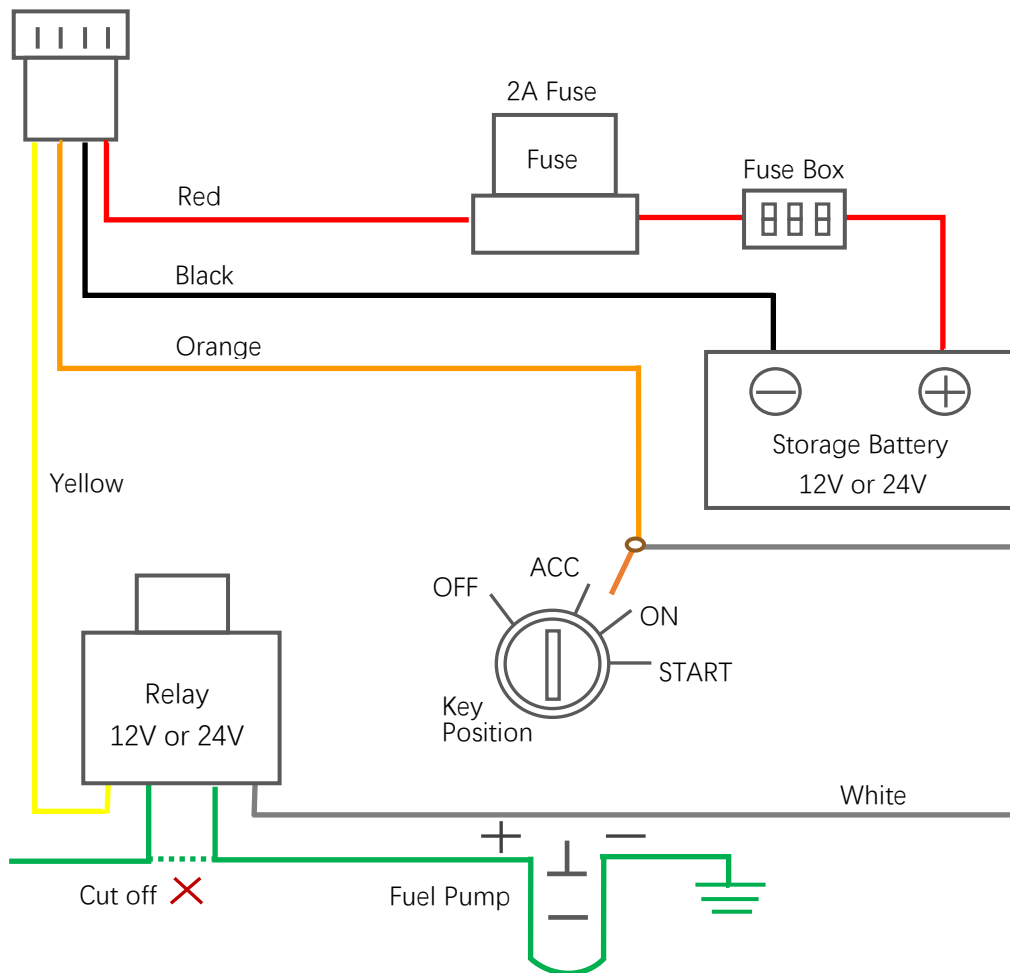 2A Fuse
Fuse
Fuse Box
Red
Black
Orange
Storage Battery
12V or 24V
Yellow
ACC
OFF
ON
START
Key
Position
Relay
12V or 24V
White
Cut off
Fuel Pump